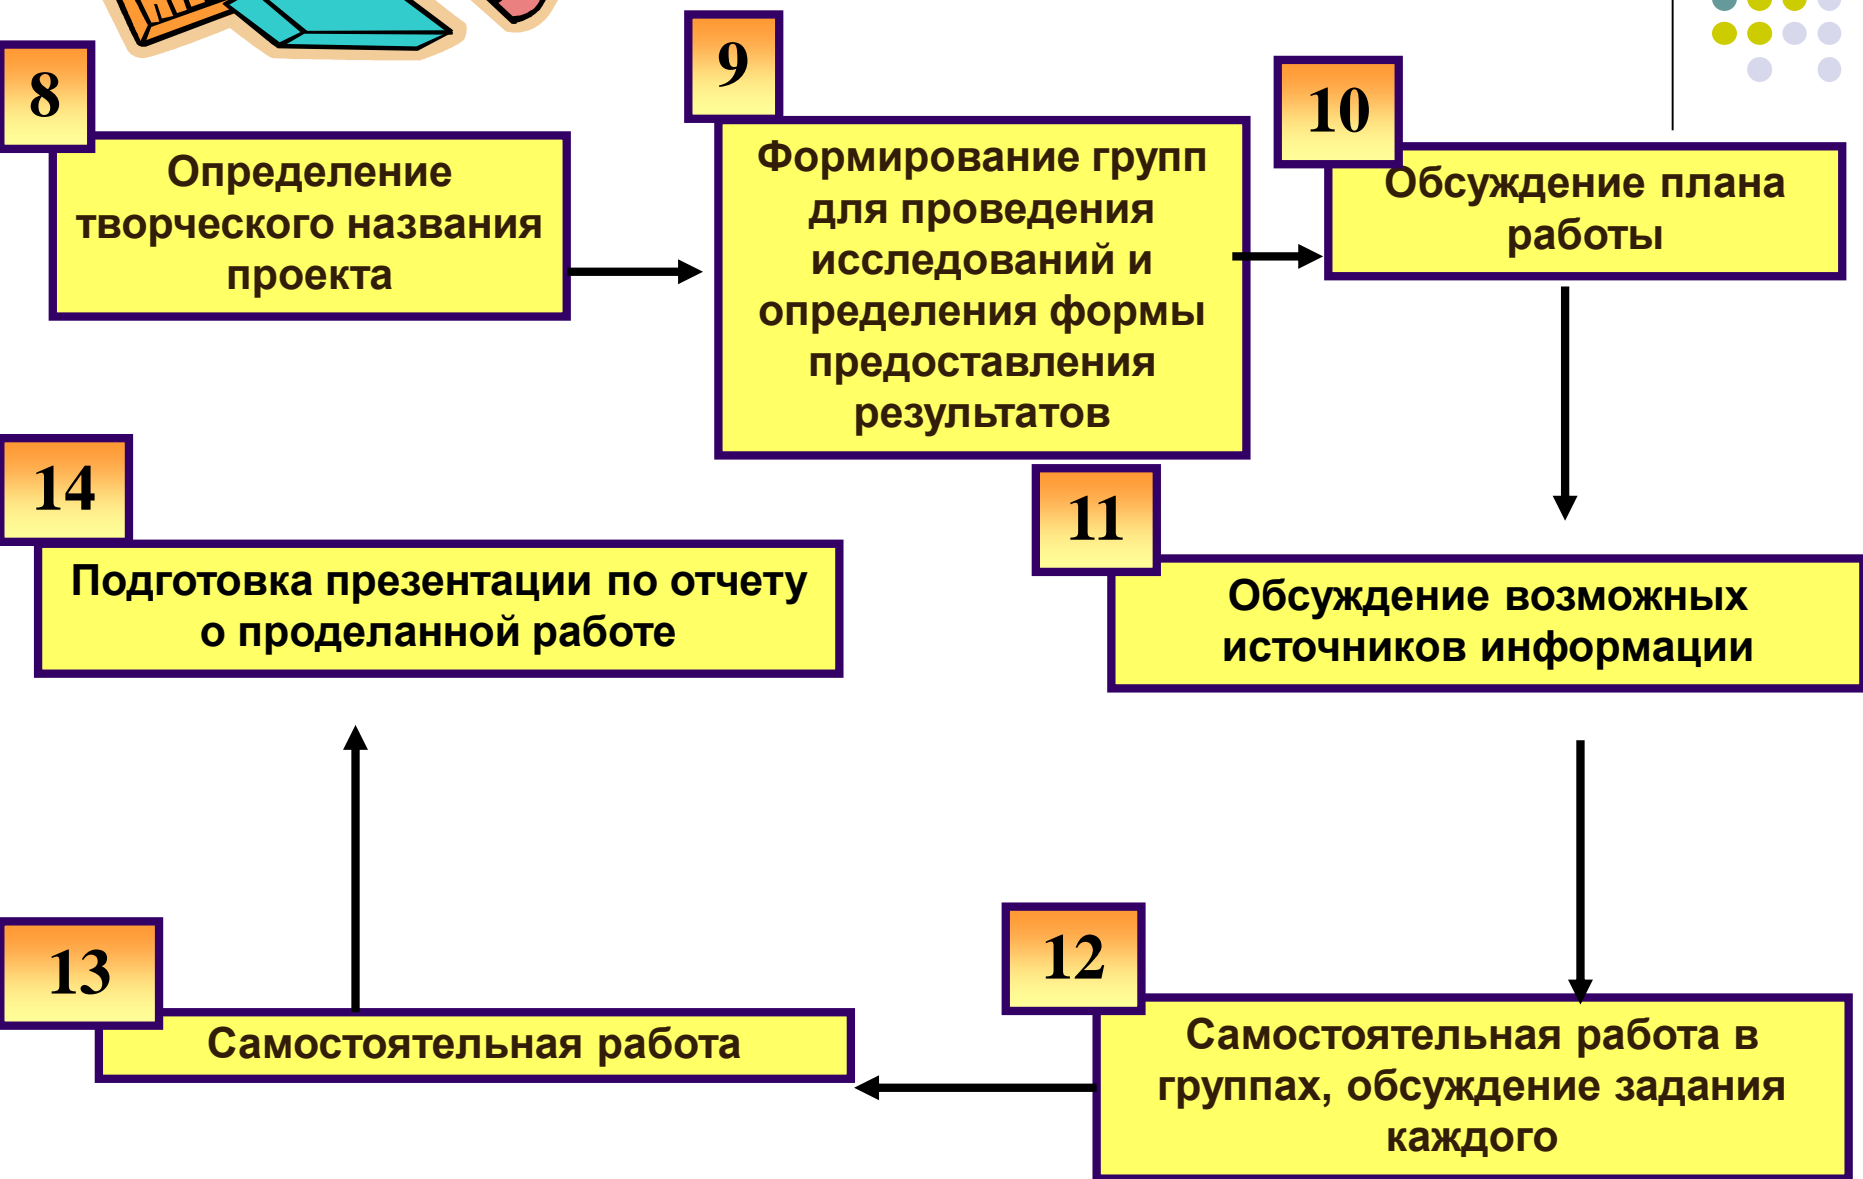 8
Определение
творческого названия
проекта
9
Формирование групп
для проведения
исследований и
определения формы
предоставления
результатов
10
Обсуждение плана
работы
11
Обсуждение возможных
источников информации
12
Самостоятельная работа в
группах, обсуждение задания
каждого
13
Самостоятельная работа
14
Подготовка презентации по отчету
о проделанной работе